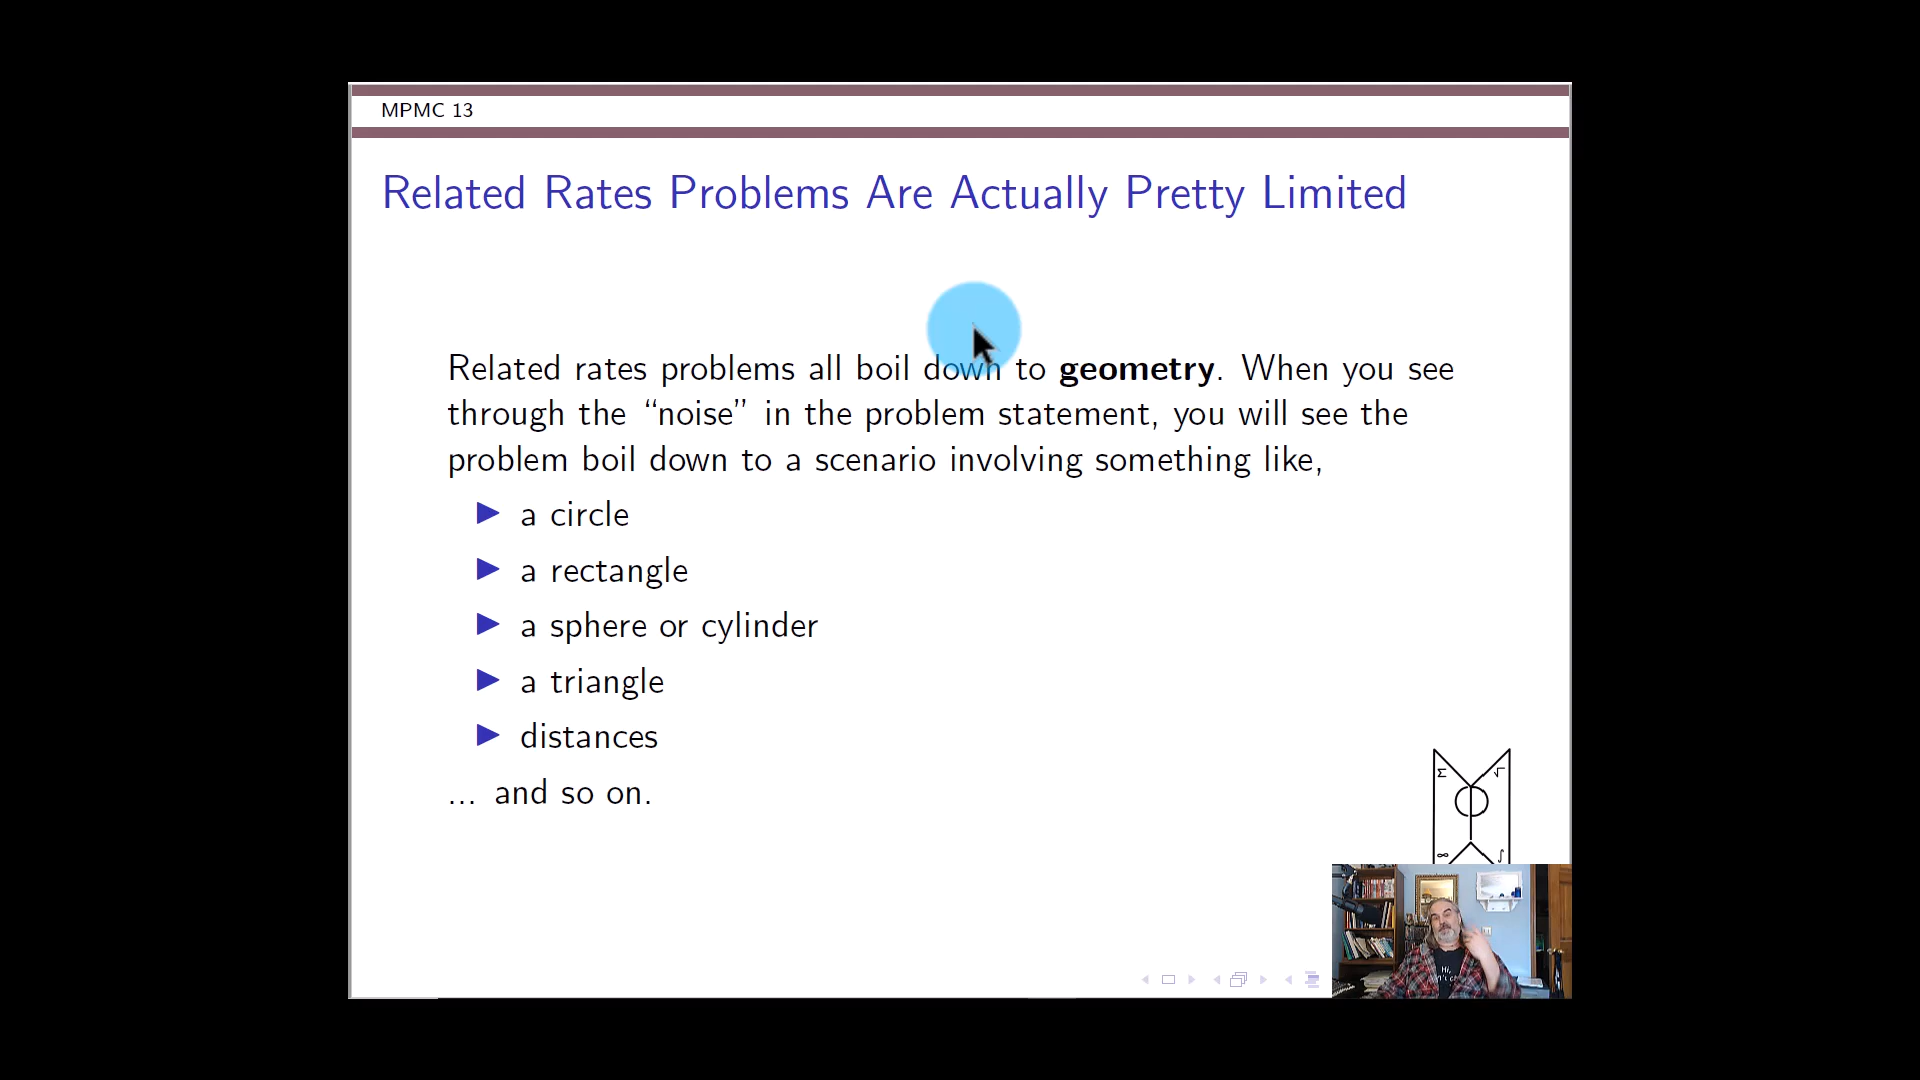 MPMC 13
Related Rates Problems Are Actually Pretty Limited
Related rates problems all boil down to geometry. When you see
through the “noise” in the problem statement, you will see the
problem boil down to a scenario involving something like,
▶ a circle
▶ a rectangle
▶ a sphere or cylinder
▶ a triangle
▶ distances
... and so on.
Σ √
∞ ∫
Hi,